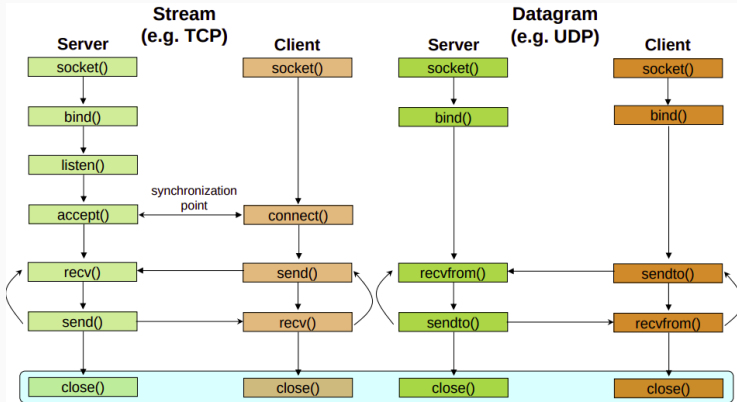 Stream
(e.g. TCP)
Datagram
(e.g. UDP)
Server
Client
Server
Client
socket()
socket()
socket()
socket()
bind()
bind()
bind()
listen()
synchronization
point
accept()
connect()
recv()
send()
recvfrom()
sendto()
send()
recv()
sendto()
recvfrom()
close()
close()
close()
close()